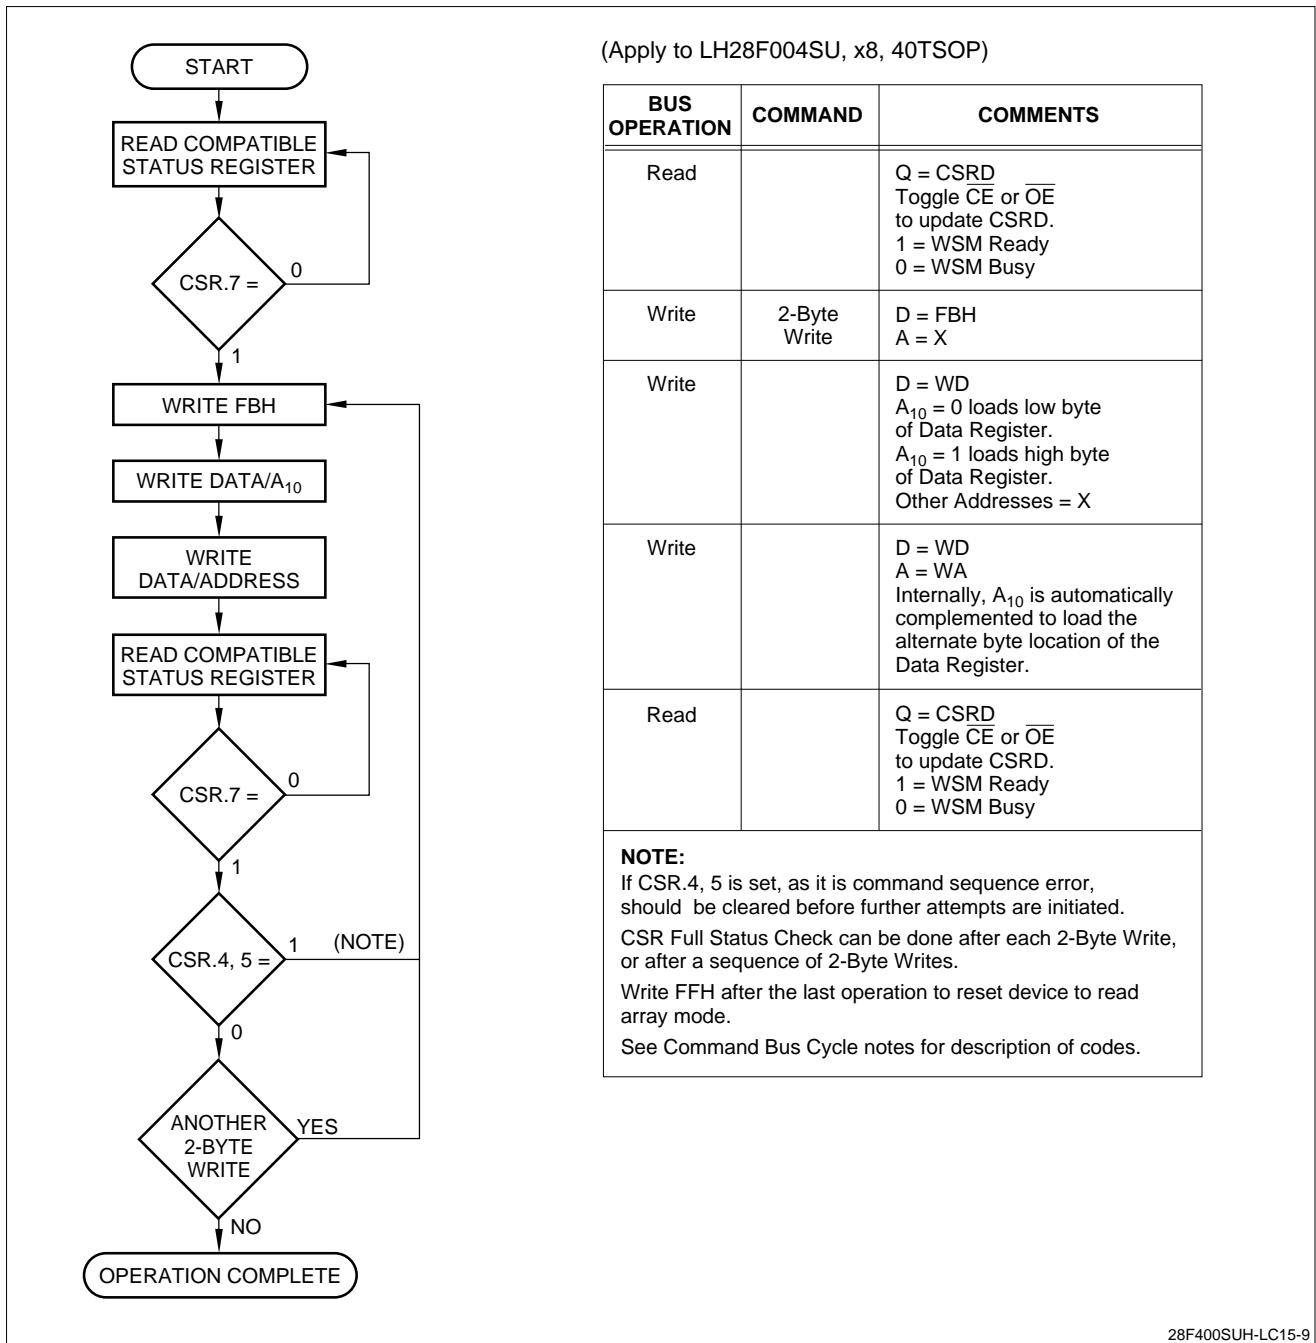 START
READ COMPATIBLE
STATUS REGISTER
CSR.7 =
0
1
WRITE FBH
WRITE DATA/A10
WRITE
DATA/ADDRESS
READ COMPATIBLE
STATUS REGISTER
CSR.7 =
0
1
CSR.4, 5 =
1
(NOTE)
0
ANOTHER
2-BYTE
WRITE
YES
NO
OPERATION COMPLETE
(Apply to LH28F004SU, x8, 40TSOP)
BUS
OPERATION
COMMAND
COMMENTS
Read
Q = CSRD
Toggle C̅E̅ or O̅E̅
to update CSRD.
1 = WSM Ready
0 = WSM Busy
Write
2-Byte
Write
D = FBH
A = X
Write
D = WD
A10 = 0 loads low byte
of Data Register.
A10 = 1 loads high byte
of Data Register.
Other Addresses = X
Write
D = WD
A = WA
Internally, A10 is automatically
complemented to load the
alternate byte location of the
Data Register.
Read
Q = CSRD
Toggle C̅E̅ or O̅E̅
to update CSRD.
1 = WSM Ready
0 = WSM Busy
NOTE:
If CSR.4, 5 is set, as it is command sequence error,
should be cleared before further attempts are initiated.
CSR Full Status Check can be done after each 2-Byte Write,
or after a sequence of 2-Byte Writes.
Write FFH after the last operation to reset device to read
array mode.
See Command Bus Cycle notes for description of codes.
28F400SUH-LC15-9